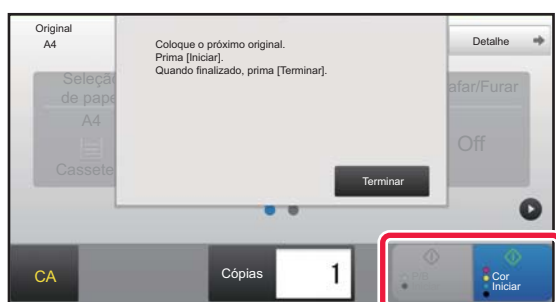 Original
A4
Coloque o próximo original.
Prima [Iniciar].
Quando finalizado, prima [Terminar].
Detalhe
Seleçã
de pape
A4
Cassete
afar/Furar
Off
Terminar
CA
Cópias
1
P/B
Cor
Iniciar